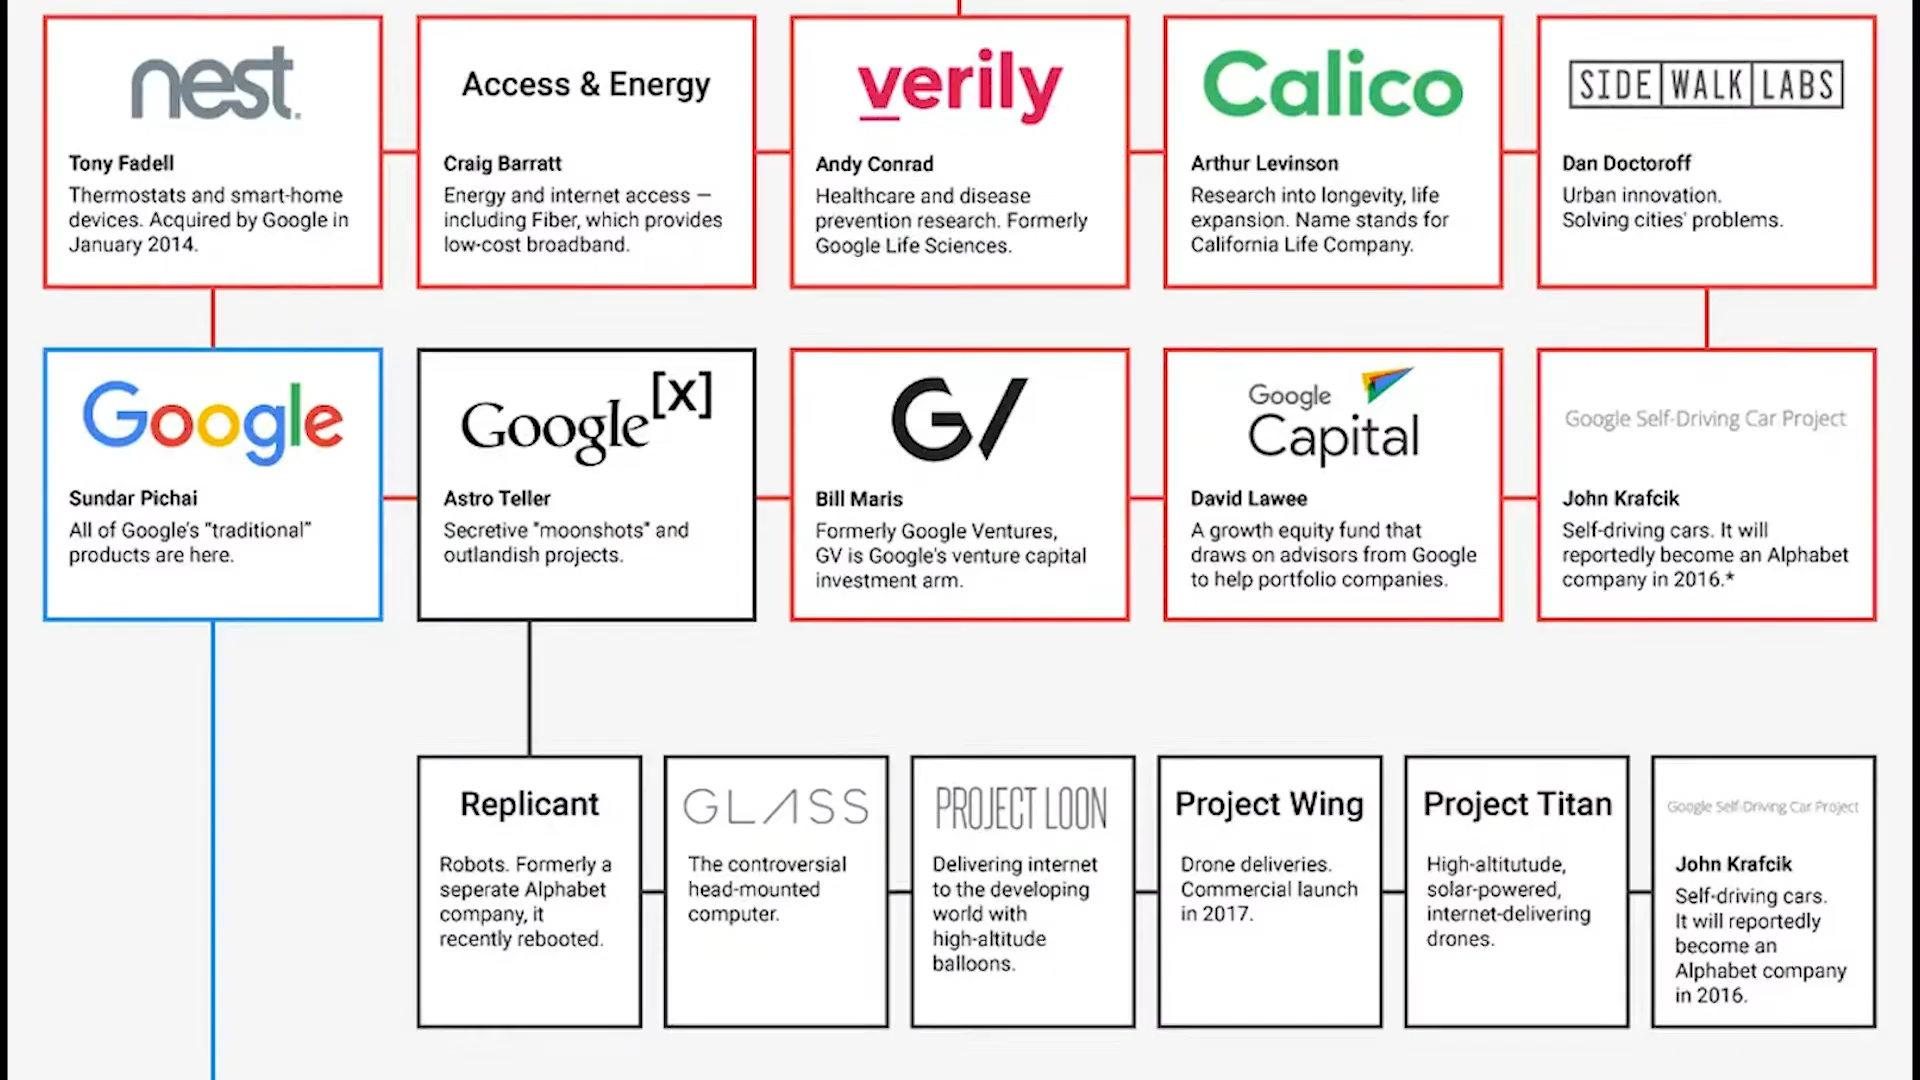 nest.
Tony Fadell
Thermostats and smart-home
devices. Acquired by Google in
January 2014.
Access & Energy
Craig Barratt
Energy and internet access —
including Fiber, which provides
low-cost broadband.
verily
Andy Conrad
Healthcare and disease
prevention research. Formerly
Google Life Sciences.
Calico
Arthur Levinson
Research into longevity, life
expansion. Name stands for
California Life Company.
SIDE WALK LABS
Dan Doctoroff
Urban innovation.
Solving cities' problems.
Google
Sundar Pichai
All of Google's "traditional"
products are here.
Google [x]
Astro Teller
Secretive "moonshots" and
outlandish projects.
GV
Bill Maris
Formerly Google Ventures,
GV is Google's venture capital
investment arm.
Google
Capital
David Lawee
A growth equity fund that
draws on advisors from Google
to help portfolio companies.
Google Self-Driving Car Project
John Krafcik
Self-driving cars. It will
reportedly become an Alphabet
company in 2016.*
Replicant
Robots. Formerly a
seperate Alphabet
company, it
recently rebooted.
GLASS
The controversial
head-mounted
computer.
PROJECT LOON
Delivering internet
to the developing
world with
high-altitude
balloons.
Project Wing
Drone deliveries.
Commercial launch
in 2017.
Project Titan
High-altitutude,
solar-powered,
internet-delivering
drones.
Google Self-Driving Car Project
John Krafcik
Self-driving cars.
It will reportedly
become an
Alphabet company
in 2016.